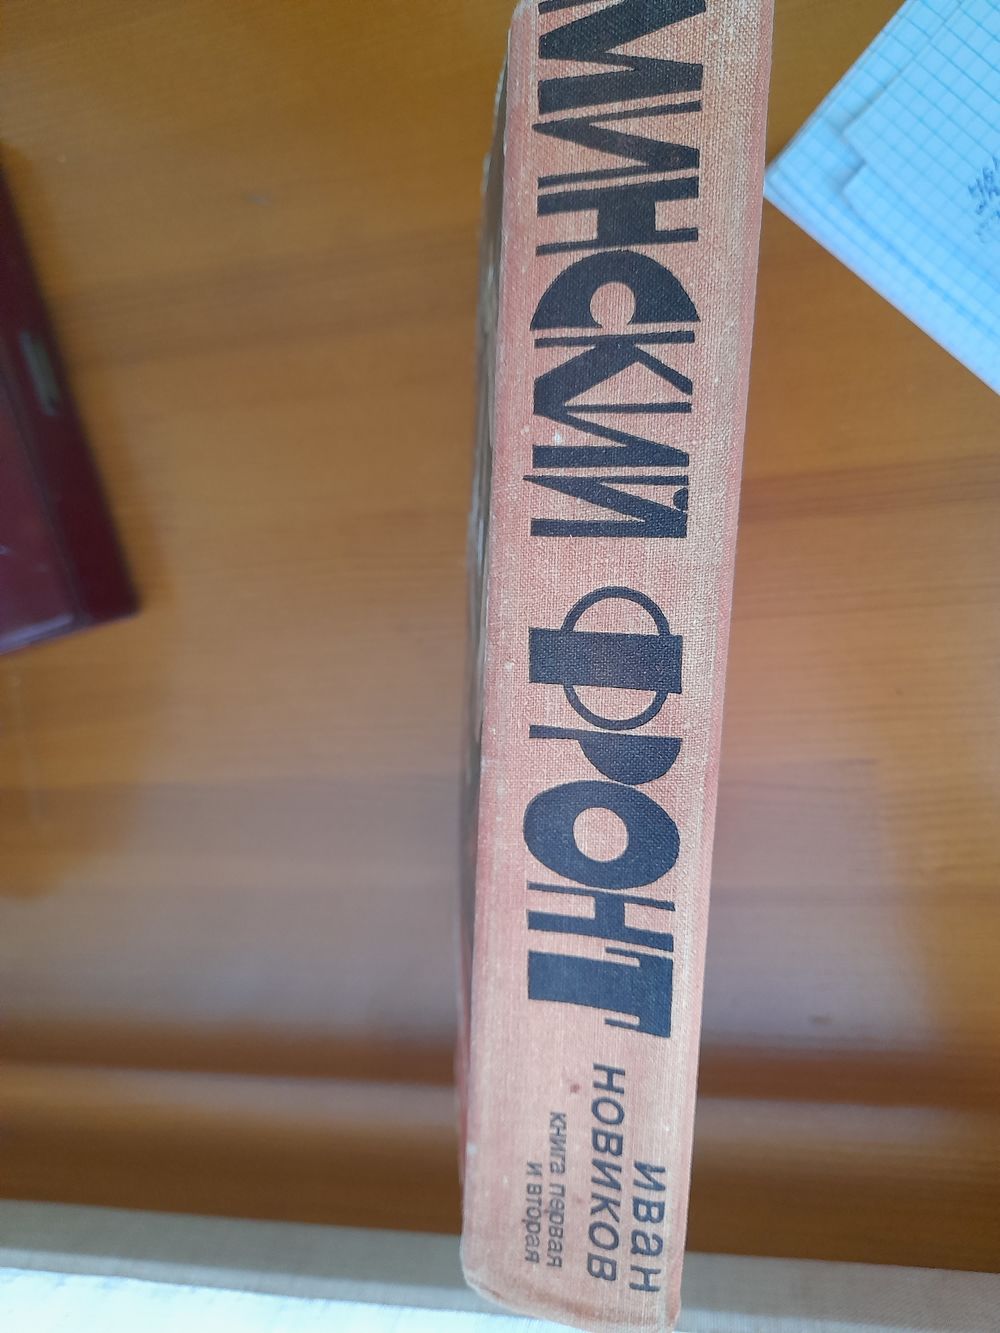 МИНСКИЙ ФРОНТ
иван
новиков
книга первая
и вторая